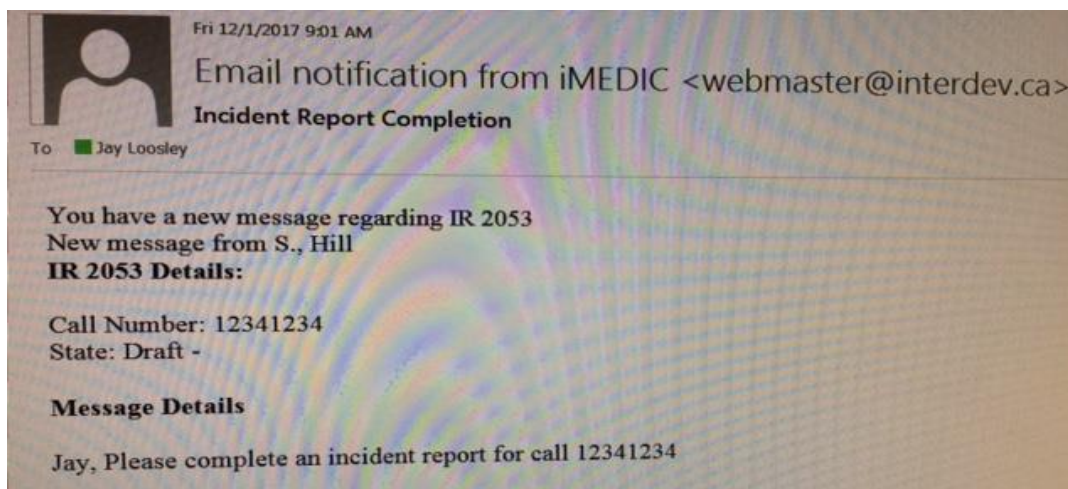 Fri 12/1/2017 9:01 AM
Email notification from iMEDIC <webmaster@interdev.ca>
Incident Report Completion
To Jay Loosley
You have a new message regarding IR 2053
New message from S., Hill
IR 2053 Details:
Call Number: 12341234
State: Draft -
Message Details
Jay, Please complete an incident report for call 12341234